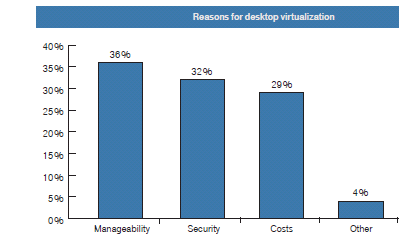 Reasons for desktop virtualization
40%
35%
30%
25%
20%
15%
10%
5%
0%
36%
32%
29%
4%
Manageability
Security
Costs
Other